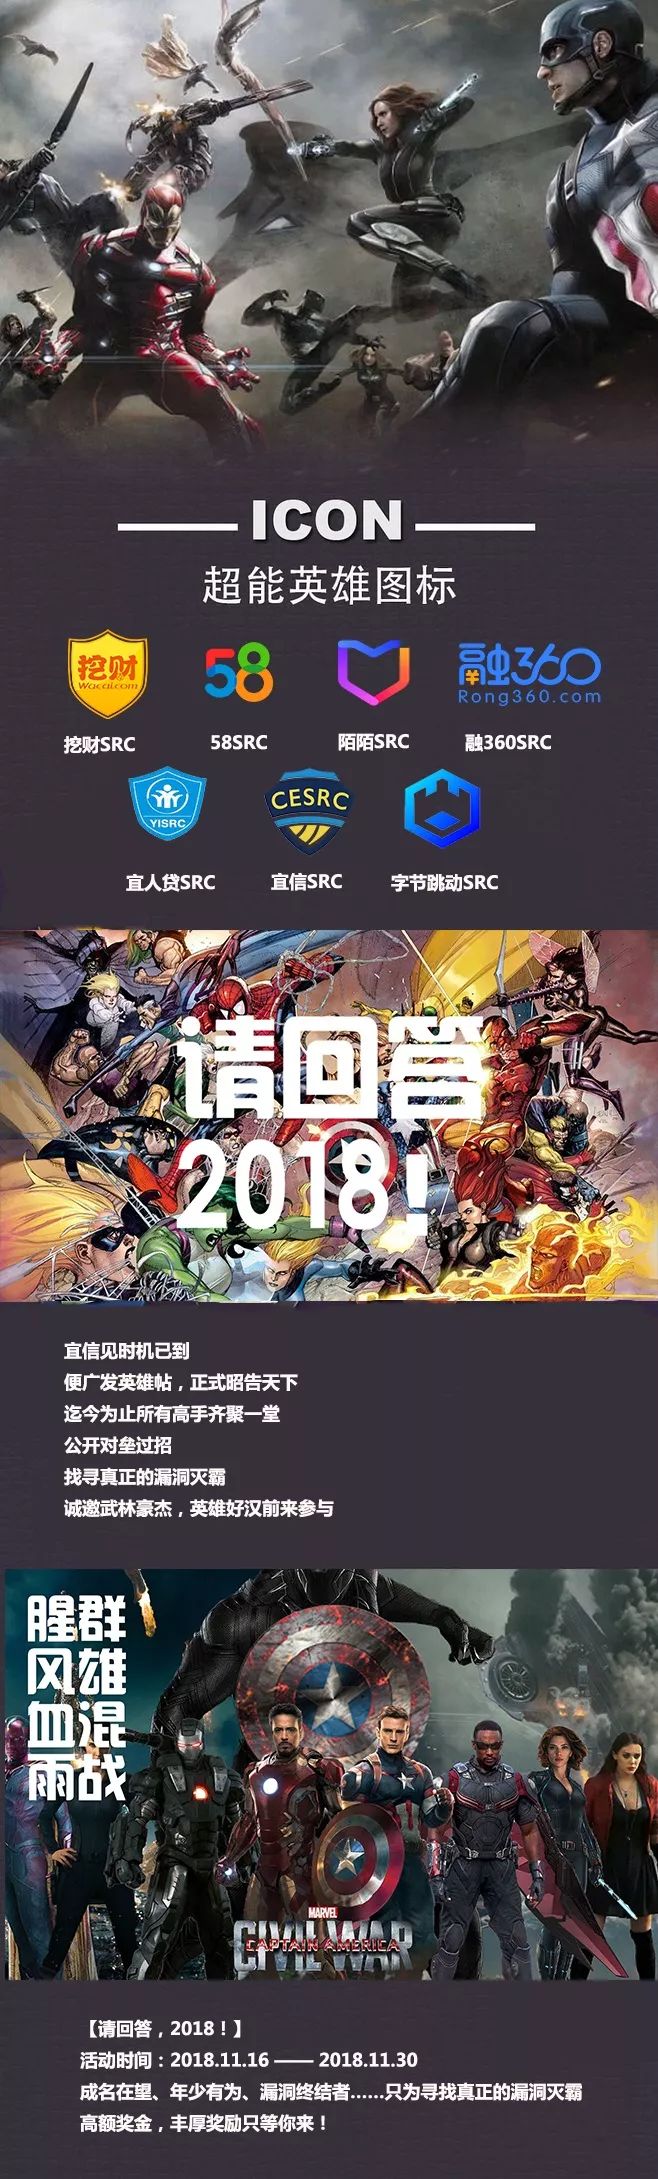 ICON
超能英雄图标
挖财
Wacai.com
58
融360
Rong360.com
挖财SRC
58SRC
陌陌SRC
融360SRC
YISRC
CESRC
宜人贷SRC
宜信SRC
字节跳动SRC
请回答
2018!
宜信见时机已到
便广发英雄帖，正式昭告天下
迄今为止所有高手齐聚一堂
公开对垒过招
找寻真正的漏洞灭霸
诚邀武林豪杰，英雄好汉前来参与
群雄混战
腥风血雨
MARVEL
CIVIL WAR
CAPTAIN AMERICA
【请回答，2018！】
活动时间：2018.11.16 —— 2018.11.30
成名在望、年少有为、漏洞终结者……只为寻找真正的漏洞灭霸
高额奖金，丰厚奖励只等你来！